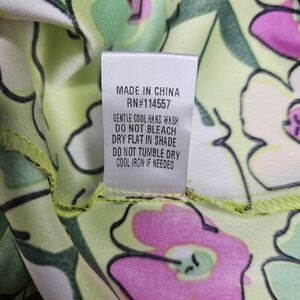 MADE IN CHINA
RN#114557
GENTLE COOL HAND WASH
DO NOT BLEACH
DRY FLAT IN SHADE
DO NOT TUMBLE DRY
COOL IRON IF NEEDED